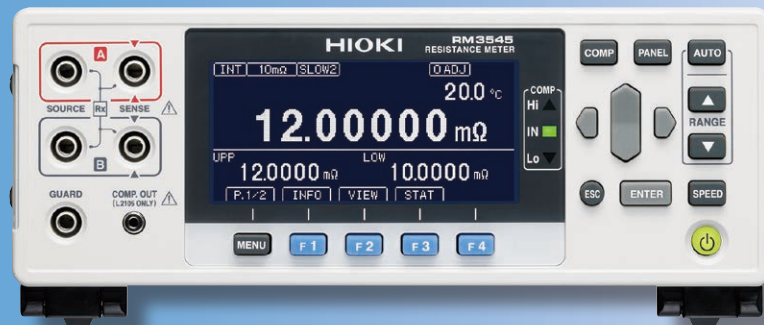 HIOKI
RM3545
RESISTANCE METER
A
SOURCE Rx SENSE
B
GUARD
COMP. OUT
(L2105 ONLY)
INT 10mΩ SLOW2 0 ADJ
20.0 °C
12.00000 mΩ
UPP LOW
12.0000 mΩ 10.0000 mΩ
P.1/2 INFO VIEW STAT
COMP
Hi
IN
Lo
MENU F1 F2 F3 F4
COMP PANEL AUTO
RANGE
ESC ENTER SPEED